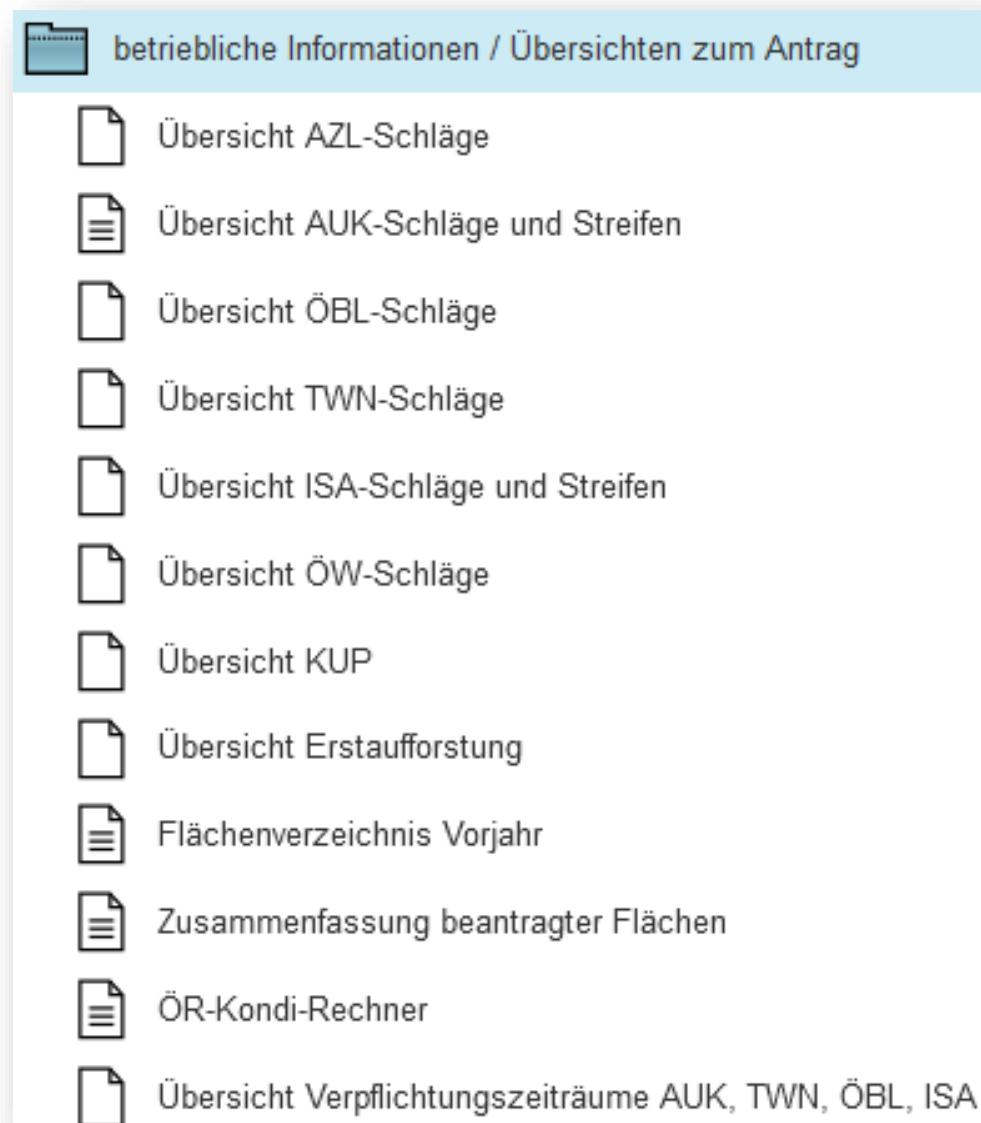 betriebliche Informationen / Übersichten zum Antrag
Übersicht AZL-Schläge
Übersicht AUK-Schläge und Streifen
Übersicht ÖBL-Schläge
Übersicht TWN-Schläge
Übersicht ISA-Schläge und Streifen
Übersicht ÖW-Schläge
Übersicht KUP
Übersicht Erstaufforstung
Flächenverzeichnis Vorjahr
Zusammenfassung beantragter Flächen
ÖR-Kondi-Rechner
Übersicht Verpflichtungszeiträume AUK, TWN, ÖBL, ISA